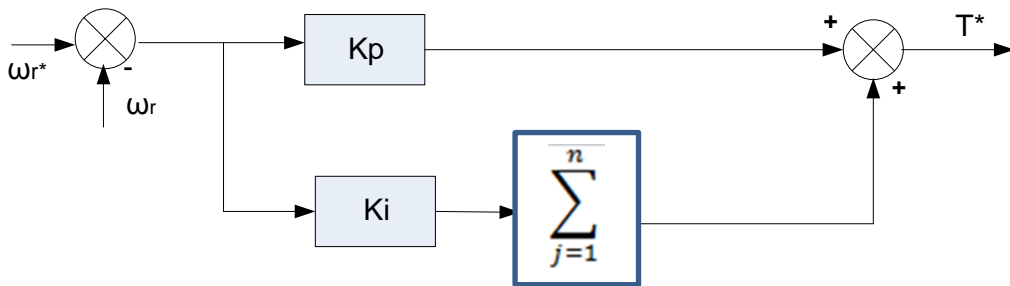 +
T*
Kp
ωr*
-
ωr
+
Ki
n
∑
j=1